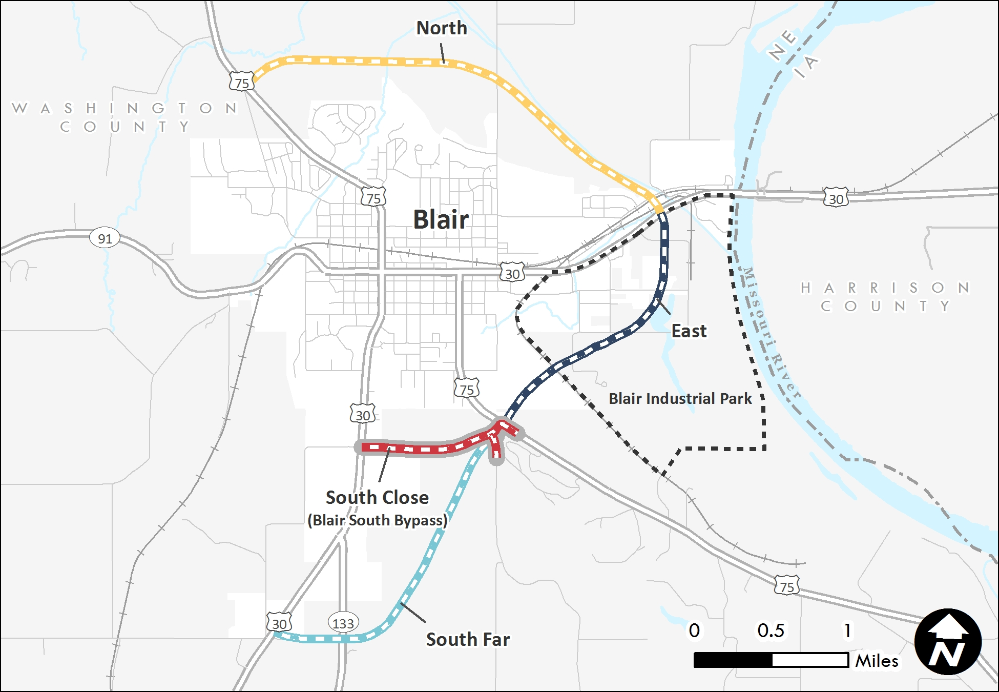 North
NE
IA
75
WASHINGTON
COUNTY
75
30
Blair
91
30
HARRISON
COUNTY
Missouri River
East
75
Blair Industrial Park
30
South Close
(Blair South Bypass)
75
30
133
South Far
0 0.5 1
Miles
N